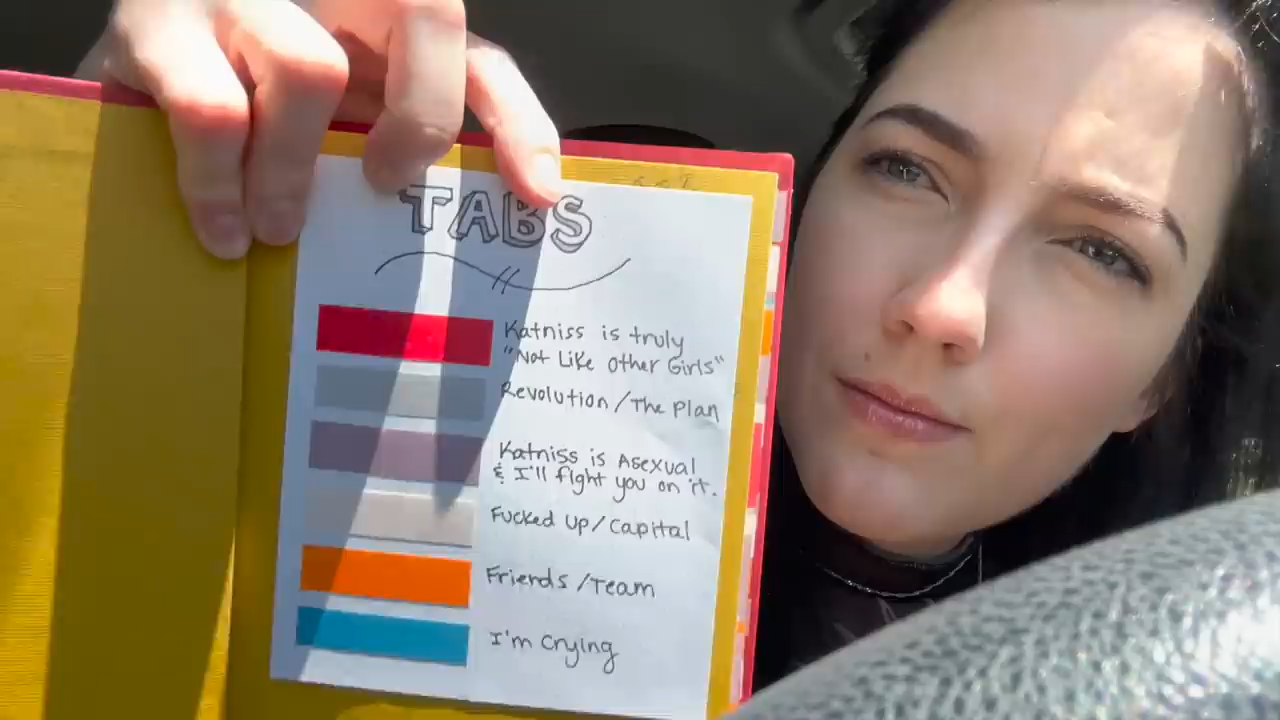 TABS
Katniss is truly
"Not Like Other Girls"
Revolution / The Plan
Katniss is Asexual
& I'll fight you on it.
Fucked Up / Capital
Friends / Team
I'm Crying